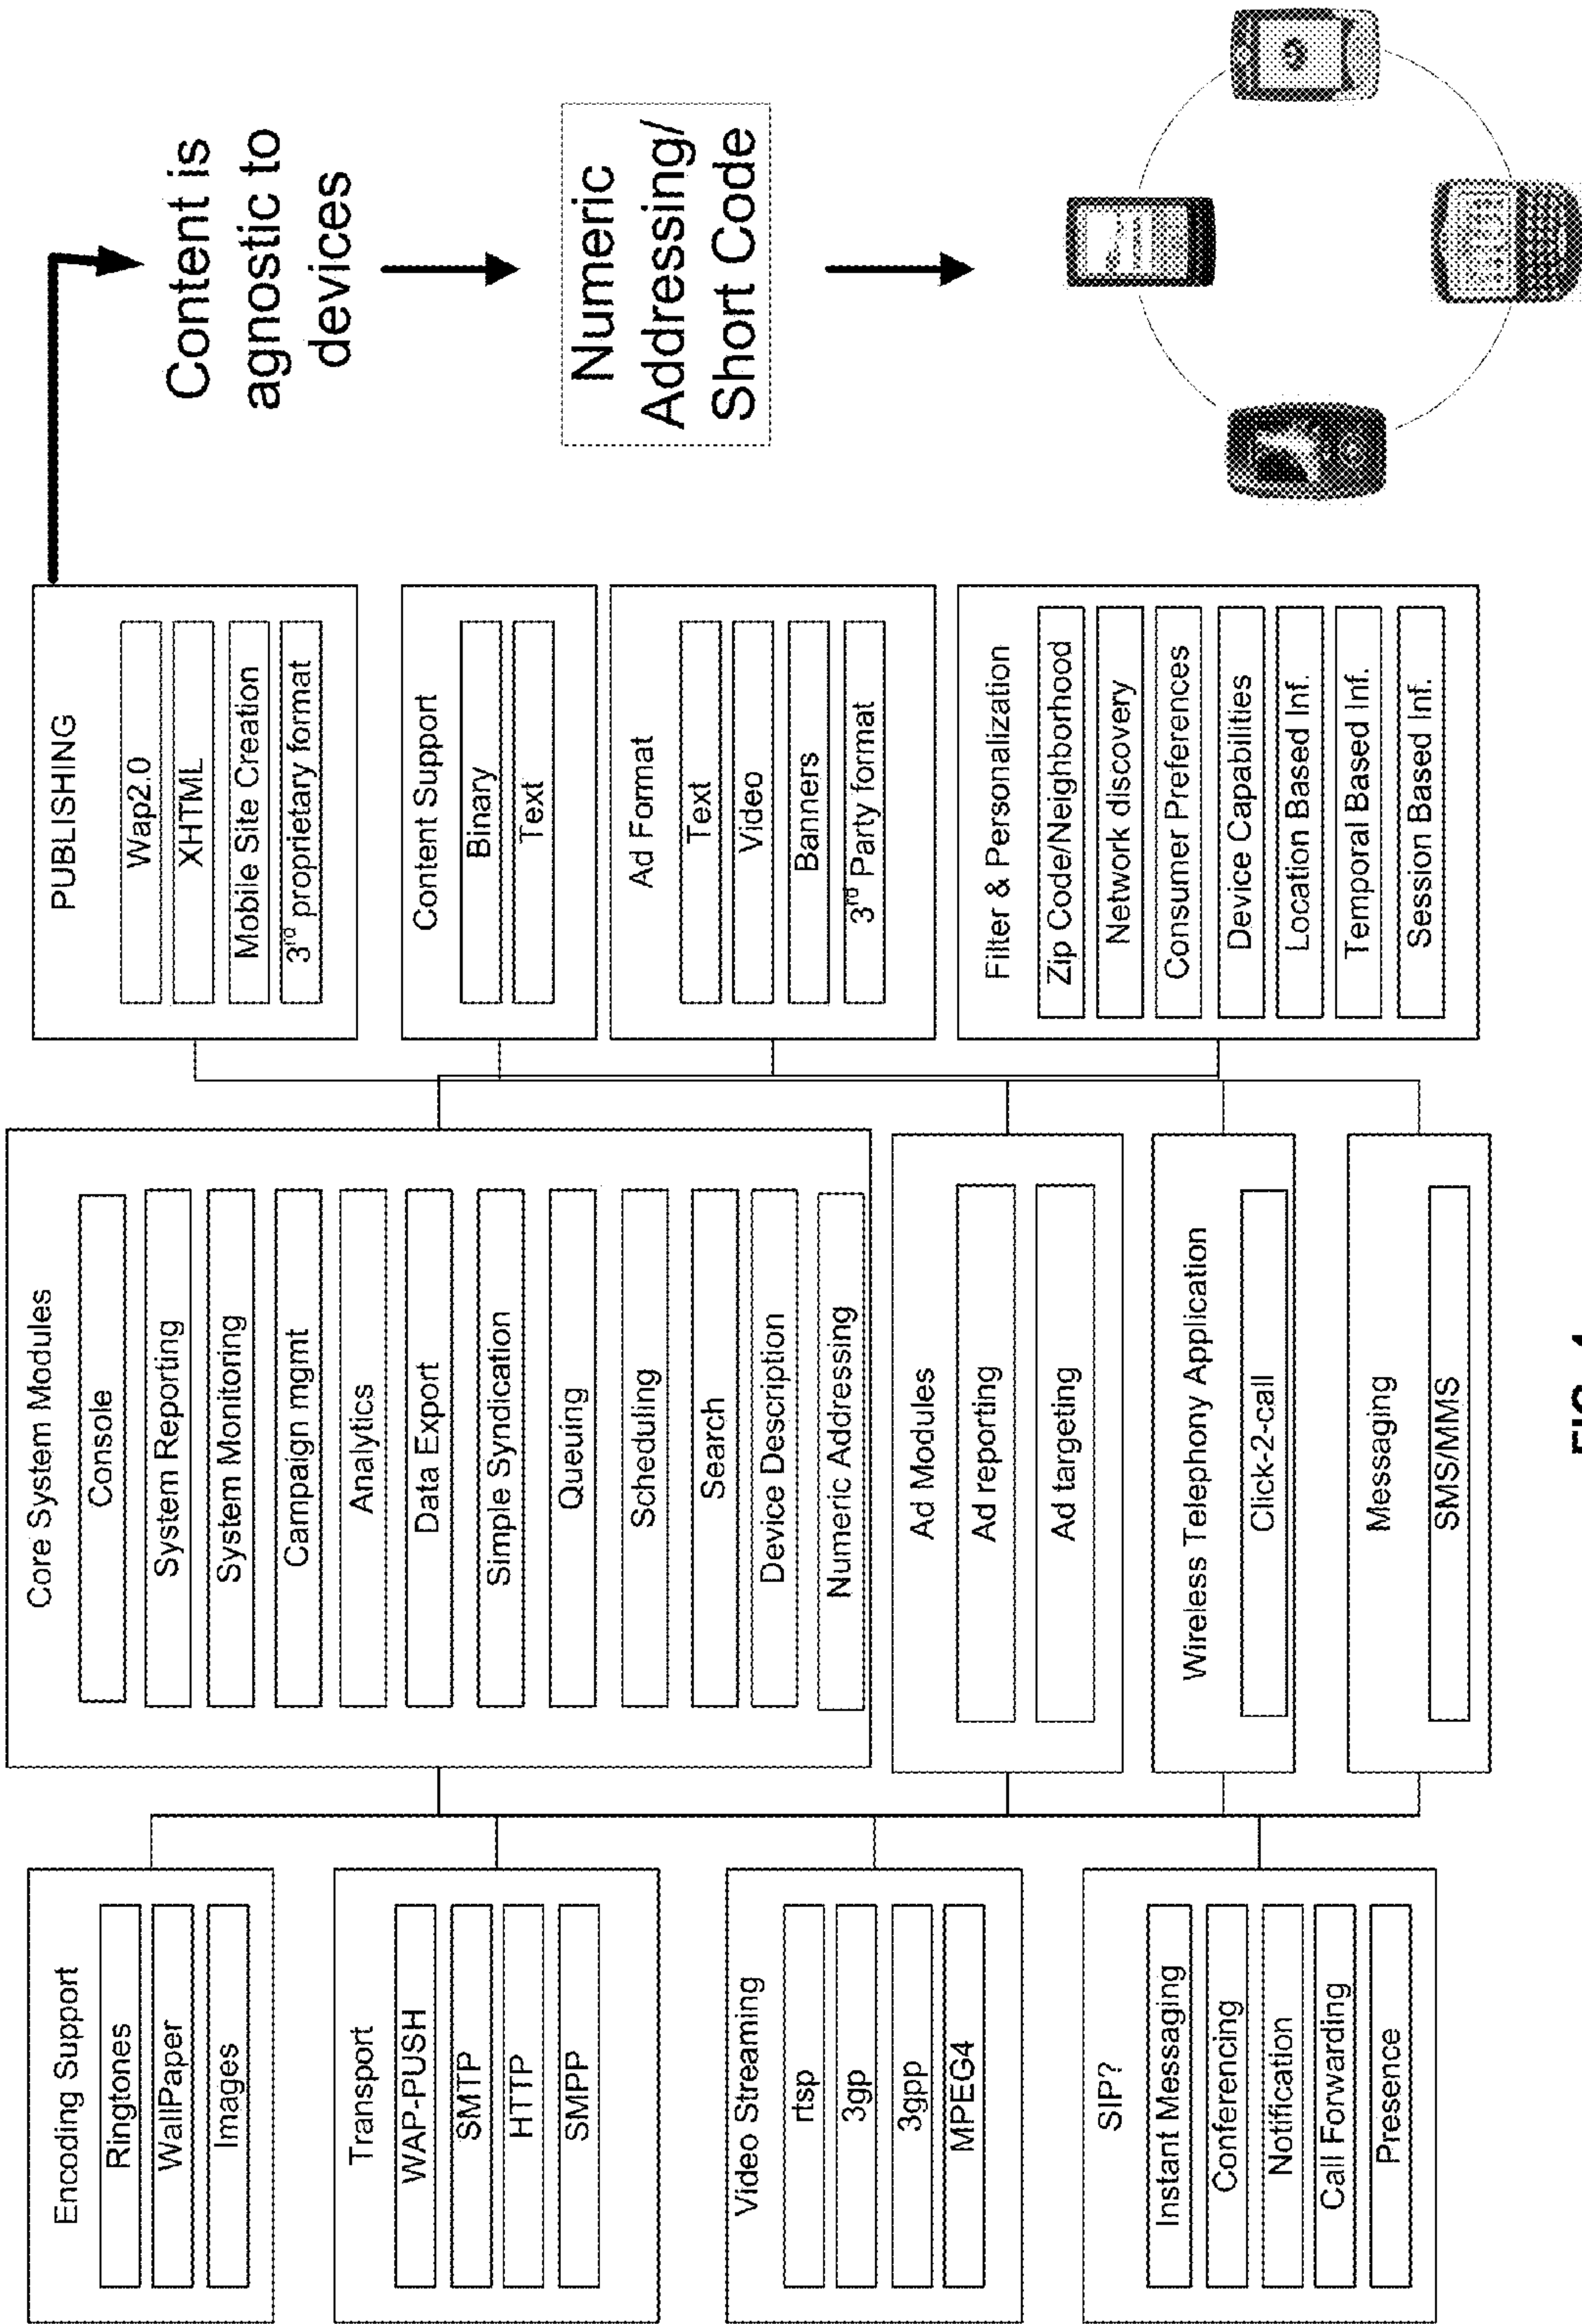 Encoding Support
Ringtones
WallPaper
Images
Transport
WAP-PUSH
SMTP
HTTP
SMPP
Video Streaming
rtsp
3gp
3gpp
MPEG4
SIP?
Instant Messaging
Conferencing
Notification
Call Forwarding
Presence
Core System Modules
Console
System Reporting
System Monitoring
Campaign mgmt
Analytics
Data Export
Simple Syndication
Queuing
Scheduling
Search
Device Description
Numeric Addressing
Ad Modules
Ad reporting
Ad targeting
Wireless Telephony Application
Click-2-call
Messaging
SMS/MMS
PUBLISHING
Wap2.0
XHTML
Mobile Site Creation
3rd proprietary format
Content Support
Binary
Text
Ad Format
Text
Video
Banners
3rd Party format
Filter & Personalization
Zip Code/Neighborhood
Network discovery
Consumer Preferences
Device Capabilities
Location Based Inf.
Temporal Based Inf.
Session Based Inf.
Content is
agnostic to
devices
Numeric
Addressing/
Short Code